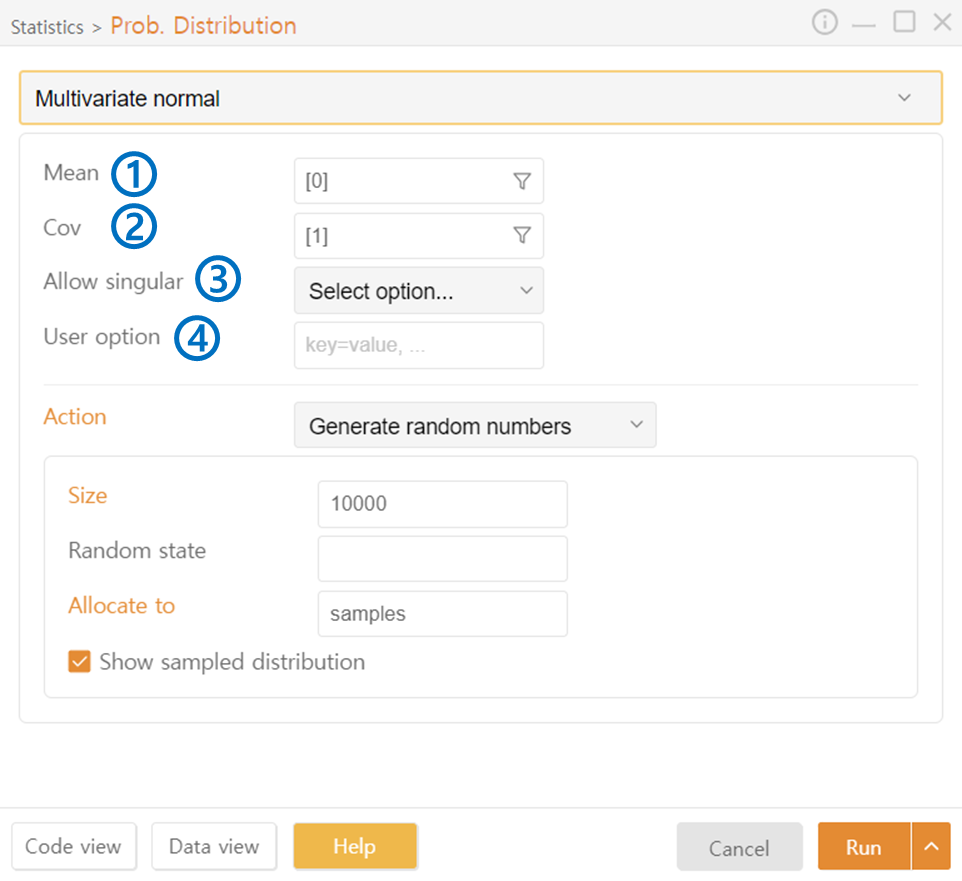 Statistics > Prob. Distribution
Multivariate normal
Mean ① [0]
Cov ② [1]
Allow singular ③ Select option...
User option ④ key=value, ...
Action Generate random numbers
Size 10000
Random state
Allocate to samples
Show sampled distribution
Code view Data view Help Cancel Run